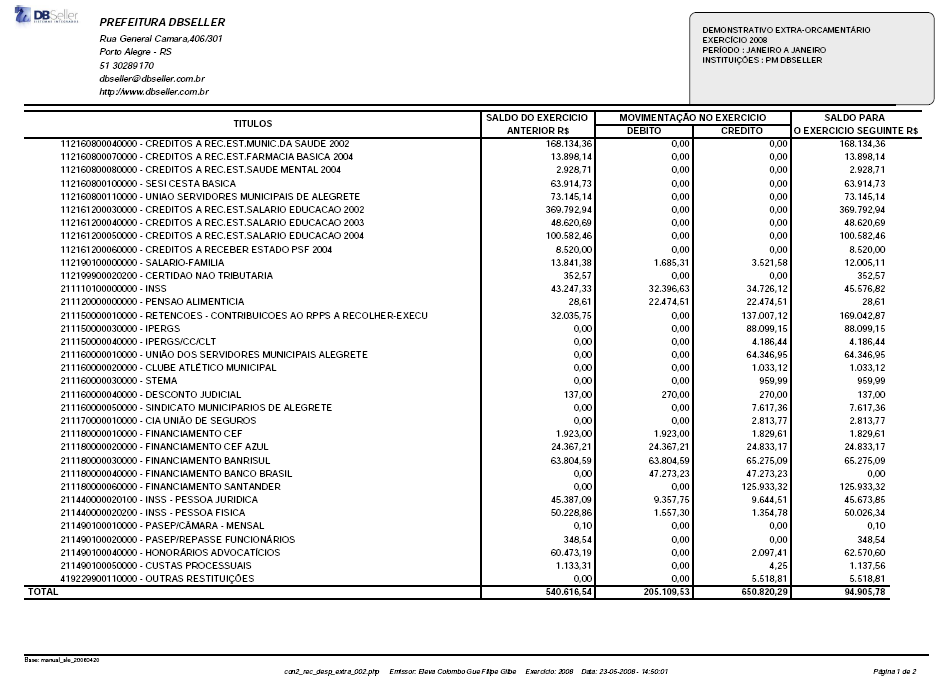 DBSeller
PREFEITURA DBSELLER
Rua General Camara,406/301
Porto Alegre - RS
51 30289170
dbseller@dbseller.com.br
http://www.dbseller.com.br
DEMONSTRATIVO EXTRA-ORCAMENTÁRIO
EXERCÍCIO 2008
PERÍODO : JANEIRO A JANEIRO
INSTITUIÇÕES : PM DBSELLER
TITULOS SALDO DO EXERCICIO ANTERIOR R$ MOVIMENTAÇÃO NO EXERCICIO DEBITO CREDITO SALDO PARA O EXERCICIO SEGUINTE R$
112160800040000 - CREDITOS A REC.EST.MUNIC.DA SAUDE 2002 168.134,36 0,00 0,00 168.134,36
112160800070000 - CREDITOS A REC.EST.FARMACIA BASICA 2004 13.898,14 0,00 0,00 13.898,14
112160800080000 - CREDITOS A REC.EST.SAUDE MENTAL 2004 2.928,71 0,00 0,00 2.928,71
112160800100000 - SESI CESTA BASICA 63.914,73 0,00 0,00 63.914,73
112160800110000 - UNIAO SERVIDORES MUNICIPAIS DE ALEGRETE 73.145,14 0,00 0,00 73.145,14
112161200030000 - CREDITOS A REC.EST.SALARIO EDUCACAO 2002 369.792,94 0,00 0,00 369.792,94
112161200040000 - CREDITOS A REC.EST.SALARIO EDUCACAO 2003 48.620,69 0,00 0,00 48.620,69
112161200050000 - CREDITOS A REC.EST.SALARIO EDUCACAO 2004 100.582,46 0,00 0,00 100.582,46
112161200060000 - CREDITOS A RECEBER ESTADO PSF 2004 8.520,00 0,00 0,00 8.520,00
112190100000000 - SALARIO-FAMILIA 13.841,38 1.685,31 3.521,58 12.005,11
112199900020200 - CERTIDAO NAO TRIBUTARIA 352,57 0,00 0,00 352,57
211110100000000 - INSS 43.247,33 32.396,63 34.726,12 45.576,82
211120000000000 - PENSAO ALIMENTICIA 28,61 22.474,51 22.474,51 28,61
211150000010000 - RETENCOES - CONTRIBUICOES AO RPPS A RECOLHER-EXECU 32.035,75 0,00 137.007,12 169.042,87
211150000030000 - IPERGS 0,00 0,00 88.099,15 88.099,15
211150000040000 - IPERGS/CC/CLT 0,00 0,00 4.186,44 4.186,44
211160000010000 - UNIÃO DOS SERVIDORES MUNICIPAIS ALEGRETE 0,00 0,00 64.346,95 64.346,95
211160000020000 - CLUBE ATLÉTICO MUNICIPAL 0,00 0,00 1.033,12 1.033,12
211160000030000 - STEMA 0,00 0,00 959,99 959,99
211160000040000 - DESCONTO JUDICIAL 137,00 270,00 270,00 137,00
211160000050000 - SINDICATO MUNICIPARIOS DE ALEGRETE 0,00 0,00 7.617,36 7.617,36
211170000010000 - CIA UNIÃO DE SEGUROS 0,00 0,00 2.813,77 2.813,77
211180000010000 - FINANCIAMENTO CEF 1.923,00 1.923,00 1.829,61 1.829,61
211180000020000 - FINANCIAMENTO CEF AZUL 24.367,21 24.367,21 24.833,17 24.833,17
211180000030000 - FINANCIAMENTO BANRISUL 63.804,59 63.804,59 65.275,09 65.275,09
211180000040000 - FINANCIAMENTO BANCO BRASIL 0,00 47.273,23 47.273,23 0,00
211180000060000 - FINANCIAMENTO SANTANDER 0,00 0,00 125.933,32 125.933,32
211440000020100 - INSS - PESSOA JURIDICA 45.387,09 9.357,75 9.644,51 45.673,85
211440000020200 - INSS - PESSOA FISICA 50.228,86 1.557,30 1.354,78 50.026,34
211490100010000 - PASEP/CÂMARA - MENSAL 0,10 0,00 0,00 0,10
211490100020000 - PASEP/REPASSE FUNCIONÁRIOS 348,54 0,00 0,00 348,54
211490100040000 - HONORÁRIOS ADVOCATÍCIOS 60.473,19 0,00 2.097,41 62.570,60
211490100050000 - CUSTAS PROCESSUAIS 1.133,31 0,00 4,25 1.137,56
419229900110000 - OUTRAS RESTITUIÇÕES 0,00 0,00 5.518,81 5.518,81
TOTAL 540.616,54 205.109,53 650.820,29 94.905,78
Base: manual_ale_20080420
con2_rec_desp_extra_002.php Emissor: Eleva Colombo Gue Filipe Gilbe Exercício: 2008 Data: 23-05-2008 - 14:50:01 Página 1 de 2